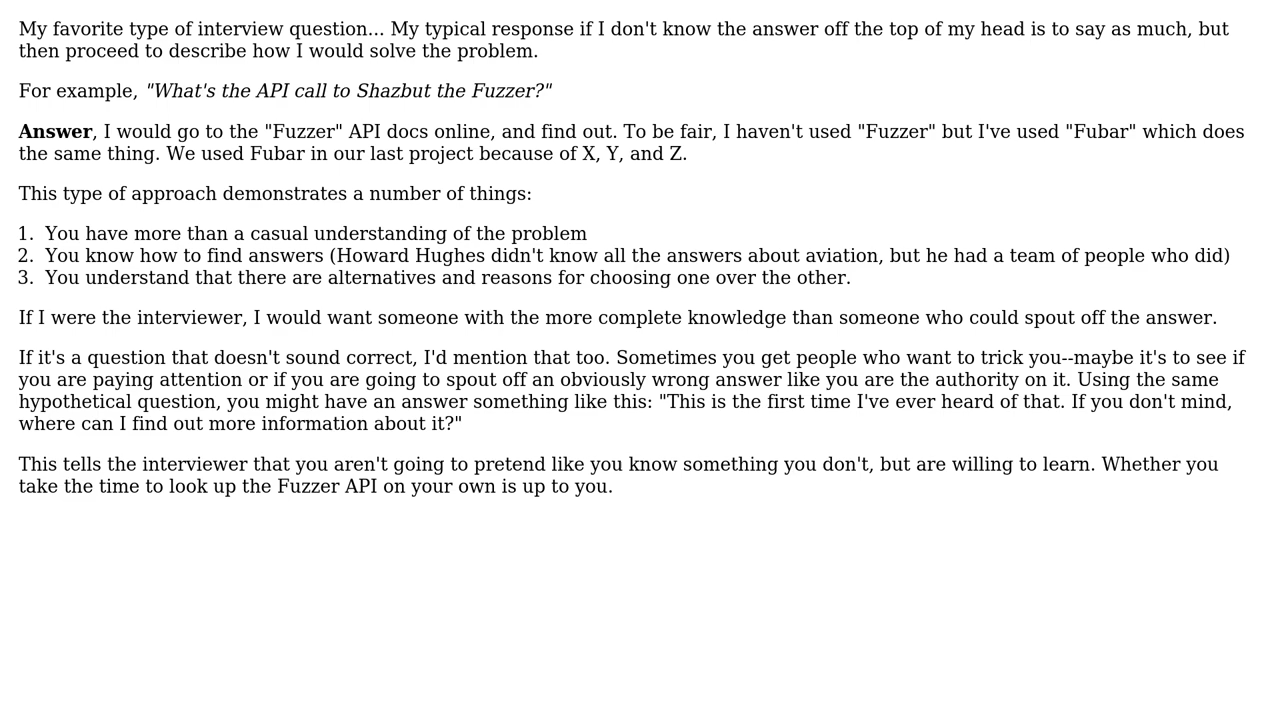 My favorite type of interview question... My typical response if I don't know the answer off the top of my head is to say as much, but
then proceed to describe how I would solve the problem.
For example, "What's the API call to Shazbut the Fuzzer?"
Answer, I would go to the "Fuzzer" API docs online, and find out. To be fair, I haven't used "Fuzzer" but I've used "Fubar" which does
the same thing. We used Fubar in our last project because of X, Y, and Z.
This type of approach demonstrates a number of things:
1. You have more than a casual understanding of the problem
2. You know how to find answers (Howard Hughes didn't know all the answers about aviation, but he had a team of people who did)
3. You understand that there are alternatives and reasons for choosing one over the other.
If I were the interviewer, I would want someone with the more complete knowledge than someone who could spout off the answer.
If it's a question that doesn't sound correct, I'd mention that too. Sometimes you get people who want to trick you--maybe it's to see if
you are paying attention or if you are going to spout off an obviously wrong answer like you are the authority on it. Using the same
hypothetical question, you might have an answer something like this: "This is the first time I've ever heard of that. If you don't mind,
where can I find out more information about it?"
This tells the interviewer that you aren't going to pretend like you know something you don't, but are willing to learn. Whether you
take the time to look up the Fuzzer API on your own is up to you.